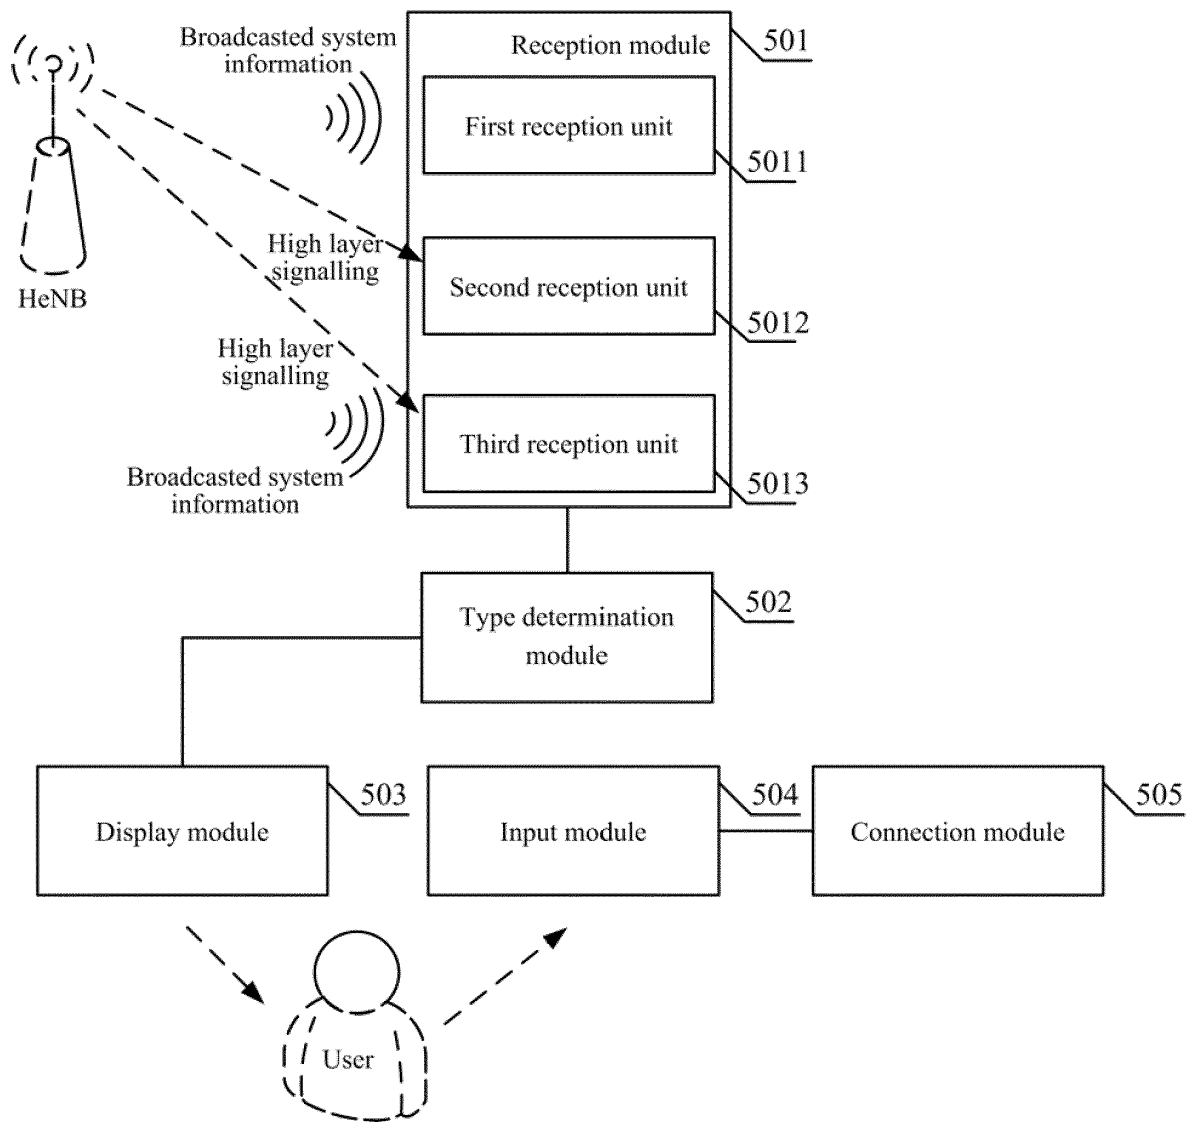 Broadcasted system
information
Reception module
501
First reception unit
5011
HeNB
High layer
signalling
Second reception unit
5012
High layer
signalling
Third reception unit
5013
Broadcasted system
information
Type determination
module
502
Display module
503
Input module
504
Connection module
505
User